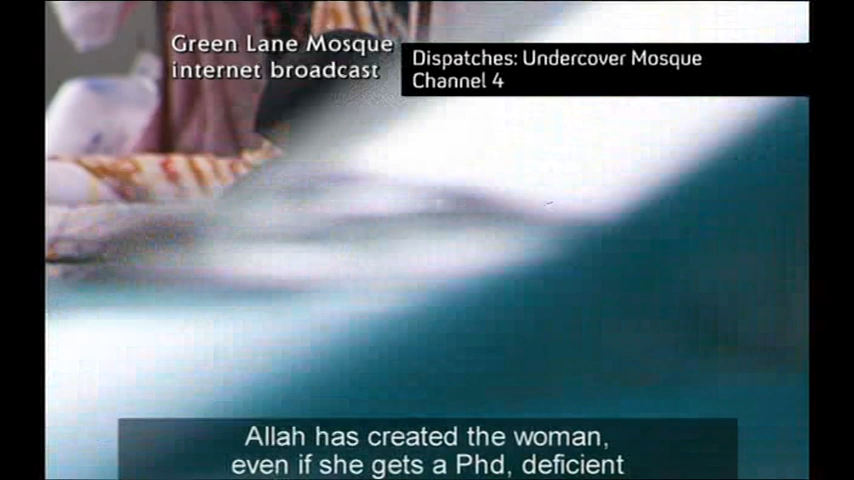 Green Lane Mosque
internet broadcast
Dispatches: Undercover Mosque
Channel 4
Allah has created the woman,
even if she gets a Phd, deficient